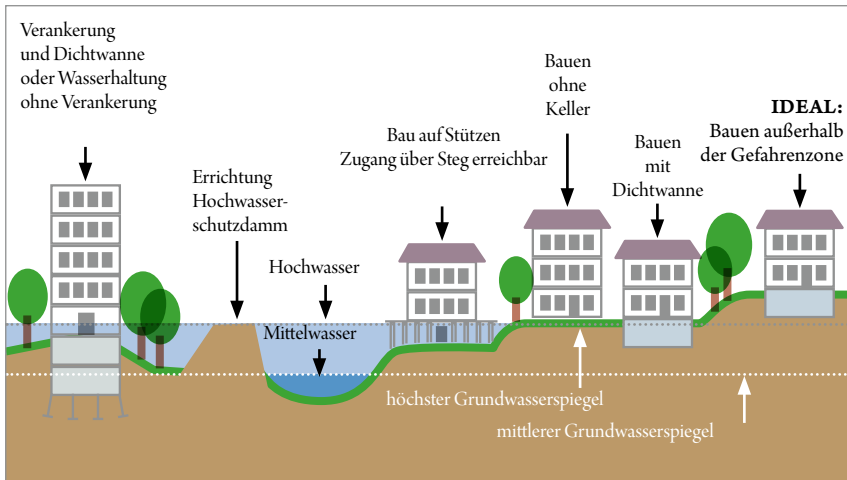 Verankerung
und Dichtwanne
oder Wasserhaltung
ohne Verankerung
Errichtung
Hochwasser-
schutzdamm
Hochwasser
Mittelwasser
Bau auf Stützen
Zugang über Steg erreichbar
Bauen
ohne
Keller
Bauen
mit
Dichtwanne
IDEAL:
Bauen außerhalb
der Gefahrenzone
höchster Grundwasserspiegel
mittlerer Grundwasserspiegel